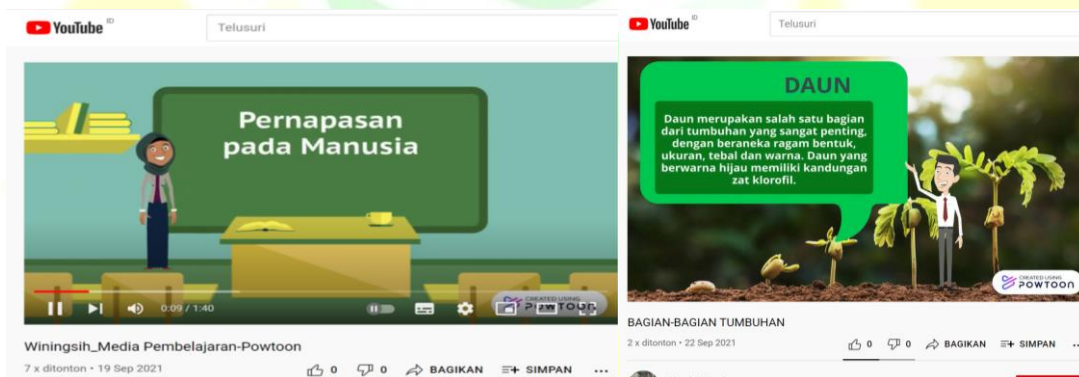 YouTube ID
Telusuri
Pernapasan
pada Manusia
0:09 / 1:40
CREATED USING
POWTOON
Winingsih_Media Pembelajaran-Powtoon
7 x ditonton • 19 Sep 2021
0 0 BAGIKAN SIMPAN ...
YouTube ID
Telusuri
DAUN
Daun merupakan salah satu bagian
dari tumbuhan yang sangat penting,
dengan beraneka ragam bentuk,
ukuran, tebal dan warna. Daun yang
berwarna hijau memiliki kandungan
zat klorofil.
CREATED USING
POWTOON
BAGIAN-BAGIAN TUMBUHAN
2 x ditonton • 22 Sep 2021
0 0 BAGIKAN SIMPAN ...